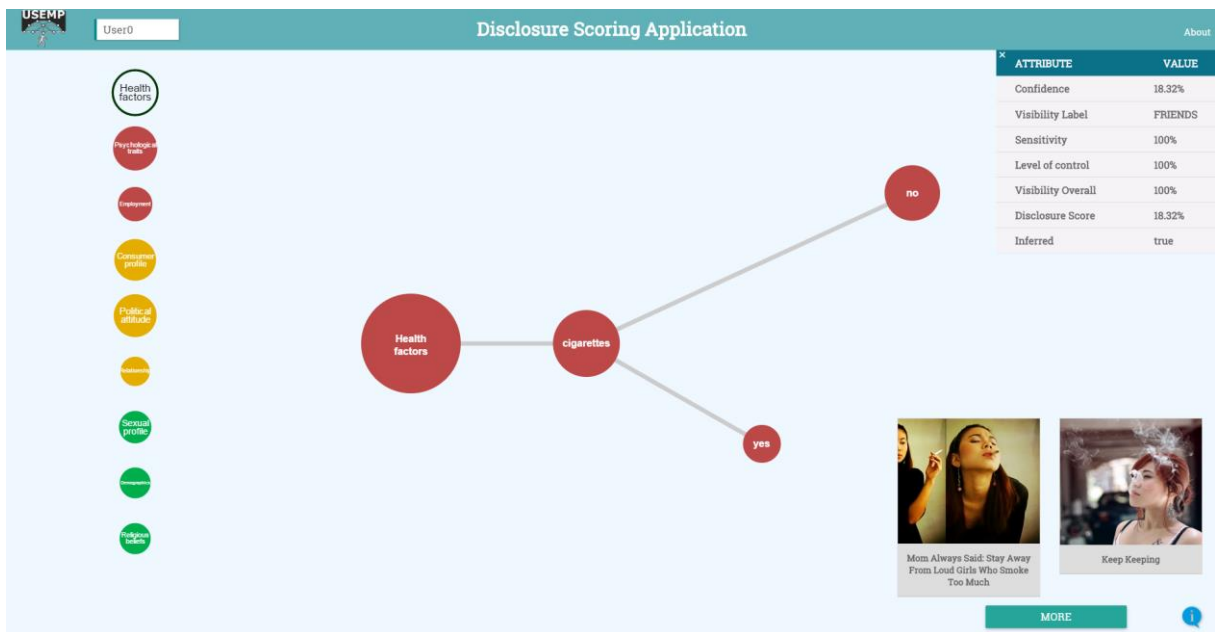 USEMP
User0
Disclosure Scoring Application
About
Health
factors
Psychological
traits
Employment
Consumer
profile
Political
attitude
Relationship
Sexual
profile
Demographics
Religious
beliefs
Health
factors
cigarettes
no
yes
× ATTRIBUTE VALUE
Confidence 18.32%
Visibility Label FRIENDS
Sensitivity 100%
Level of control 100%
Visibility Overall 100%
Disclosure Score 18.32%
Inferred true
Mom Always Said: Stay Away
From Loud Girls Who Smoke
Too Much
Keep Keeping
MORE
i